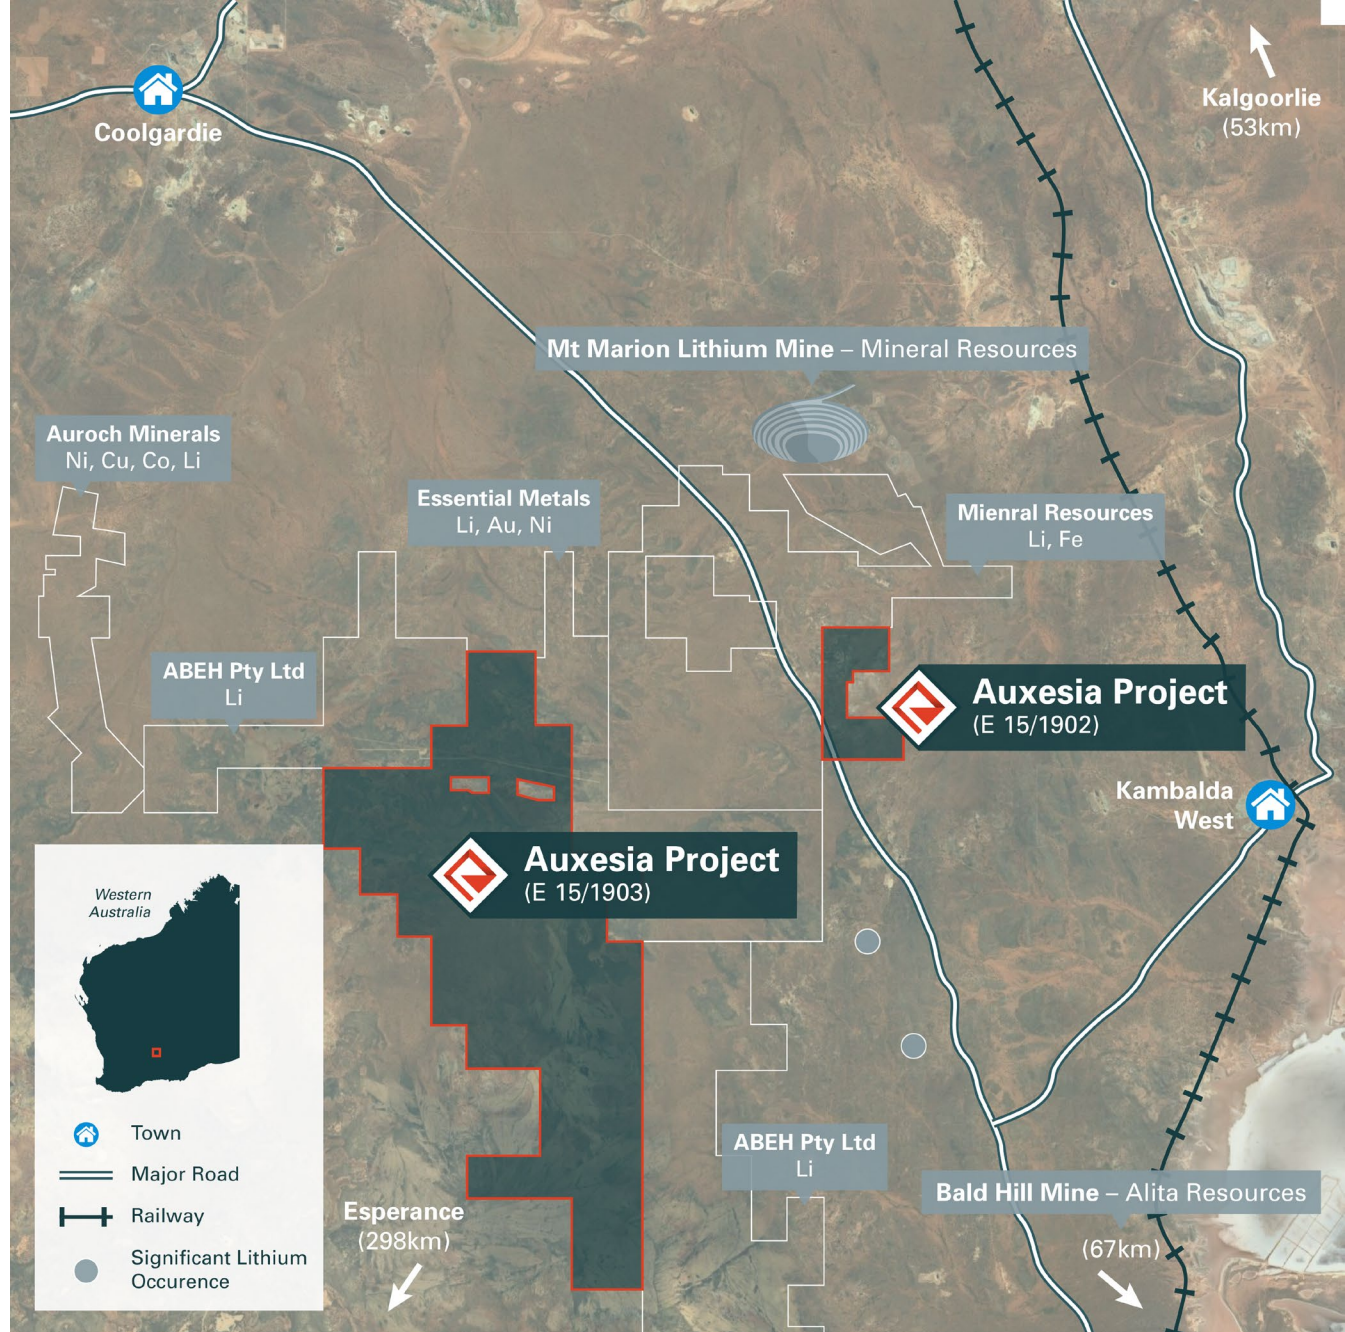 Kalgoorlie
(53km)
Coolgardie
Mt Marion Lithium Mine – Mineral Resources
Auroch Minerals
Ni, Cu, Co, Li
Essential Metals
Li, Au, Ni
Mienral Resources
Li, Fe
ABEH Pty Ltd
Li
Auxesia Project
(E 15/1902)
Kambalda
West
Auxesia Project
(E 15/1903)
Western
Australia
Town
Major Road
Railway
Significant Lithium
Occurence
Esperance
(298km)
ABEH Pty Ltd
Li
Bald Hill Mine – Alita Resources
(67km)